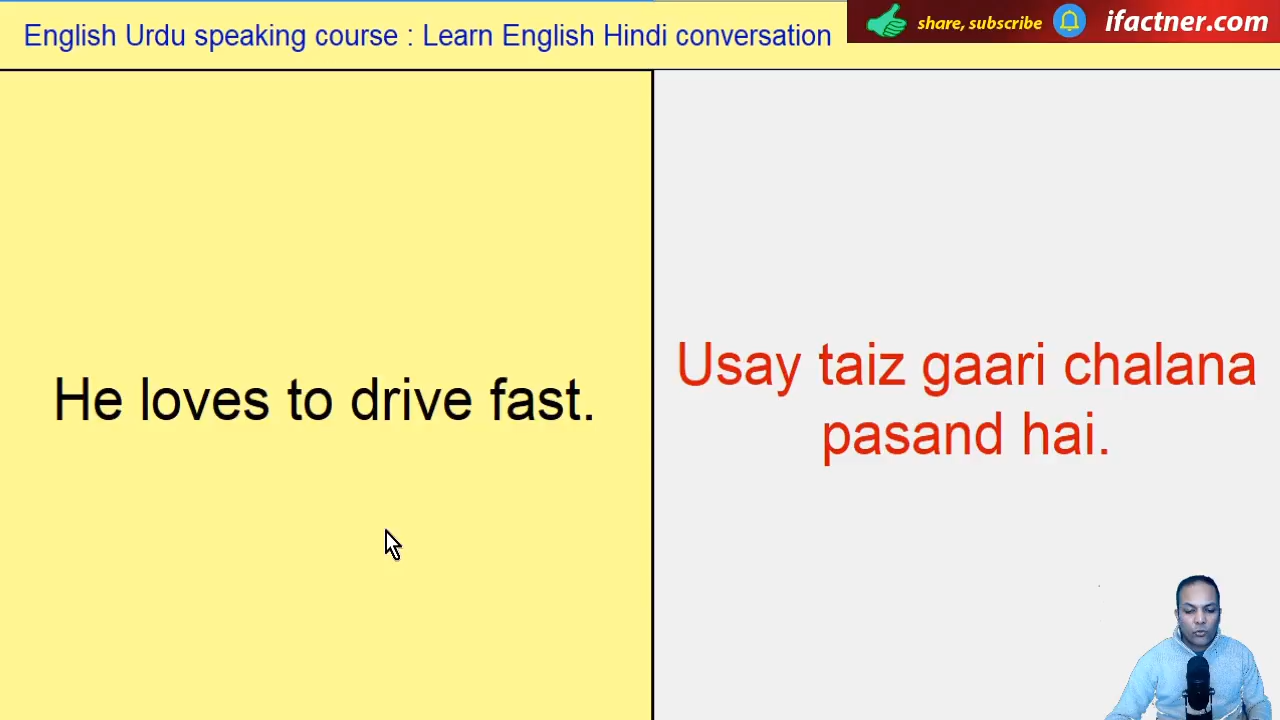 English Urdu speaking course : Learn English Hindi conversation
share, subscribe
ifactner.com
He loves to drive fast.
Usay taiz gaari chalana
pasand hai.